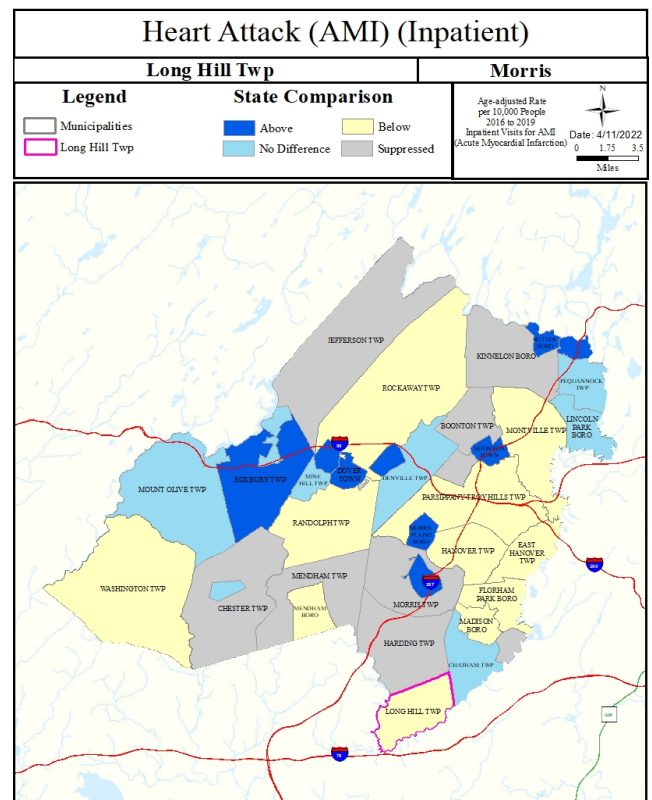 Heart Attack (AMI) (Inpatient)
Long Hill Twp
Morris
Legend
Municipalities
Long Hill Twp
State Comparison
Above
Below
No Difference
Suppressed
Age-adjusted Rate
per 10,000 People
2016 to 2019
Inpatient Visits for AMI
(Acute Myocardial Infarction)
N
Date: 4/11/2022
0 1.75 3.5
Miles
JEFFERSON TWP
KINNELON BORO
BUTLER
BORO
ROCKAWAY TWP
PEQUANNOCK
TWP
LINCOLN
PARK
BORO
BOONTON TWP
MONTVILLE TWP
BOONTON
TOWN
80
MOUNT OLIVE TWP
ROXBURY TWP
MINE
HILL TWP
DOVER
TOWN
DENVILLE TWP
PARSIPPANY-TROY HILLS TWP
RANDOLPH TWP
MORRIS
PLAINS
BORO
HANOVER TWP
EAST
HANOVER
TWP
280
WASHINGTON TWP
CHESTER TWP
MENDHAM TWP
MENDHAM
BORO
287
MORRIS TWP
FLORHAM
PARK BORO
MADISON
BORO
HARDING TWP
CHATHAM TWP
LONG HILL TWP
GSP
78